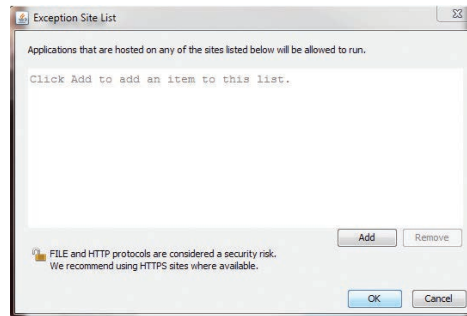 Exception Site List
Applications that are hosted on any of the sites listed below will be allowed to run.
Click Add to add an item to this list.
Add
Remove
FILE and HTTP protocols are considered a security risk.
We recommend using HTTPS sites where available.
OK
Cancel